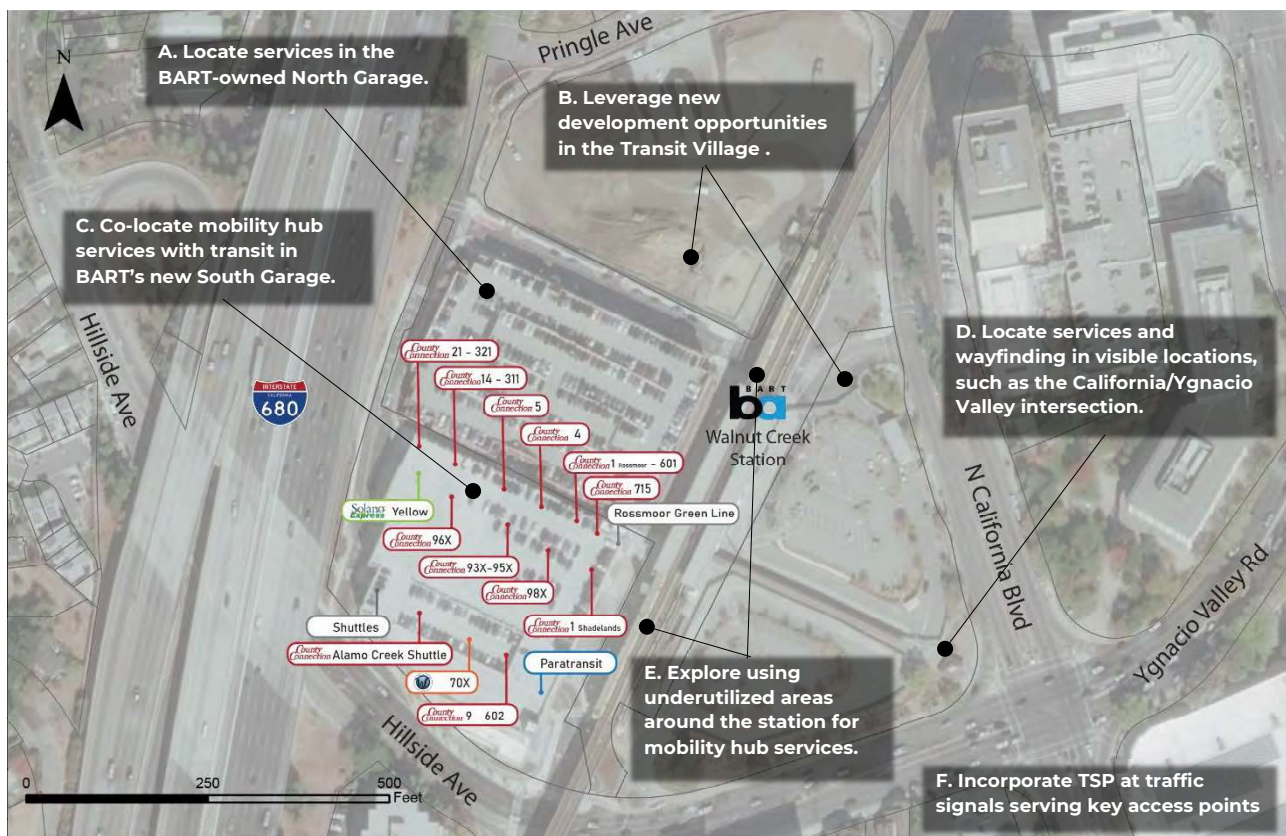 Pringle Ave
N
A. Locate services in the
BART-owned North Garage.
B. Leverage new
development opportunities
in the Transit Village .
C. Co-locate mobility hub
services with transit in
BART's new South Garage.
Hillside Ave
INTERSTATE
CALIFORNIA
680
D. Locate services and
wayfinding in visible locations,
such as the California/Ygnacio
Valley intersection.
County Connection 21 - 321
County Connection 14 - 311
County Connection 5
County Connection 4
County Connection 1 Rossmoor - 601
County Connection 715
Rossmoor Green Line
BART
ba
Walnut Creek
Station
Solano Express Yellow
County Connection 96X
County Connection 93X-95X
County Connection 98X
County Connection 1 Shadelands
Shuttles
County Connection Alamo Creek Shuttle
70X
County Connection 9 602
Paratransit
N California Blvd
Ygnacio Valley Rd
E. Explore using
underutilized areas
around the station for
mobility hub services.
Hillside Ave
F. Incorporate TSP at traffic
signals serving key access points
0 250 500
Feet